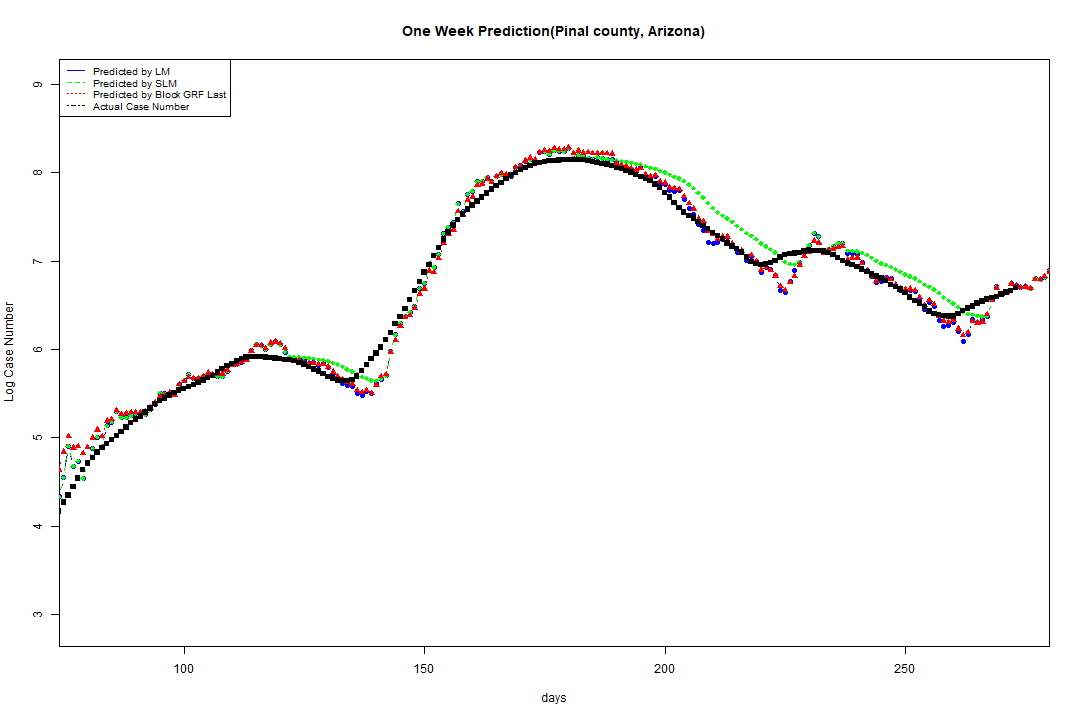 One Week Prediction(Pinal county, Arizona)
Predicted by LM
Predicted by SLM
Predicted by Block GRF Last
Actual Case Number
9
8
7
6
5
4
3
Log Case Number
100 150 200 250
days